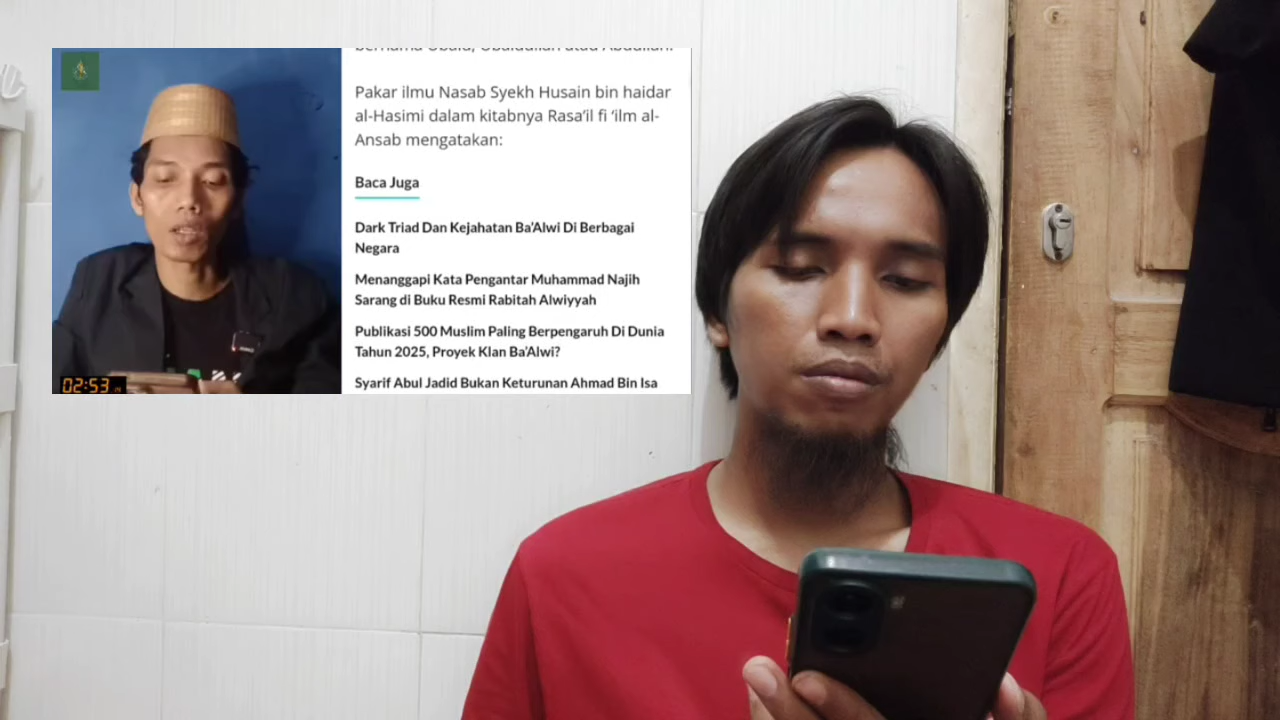 Pakar ilmu Nasab Syekh Husain bin haidar
al-Hasimi dalam kitabnya Rasa'il fi 'ilm al-
Ansab mengatakan:
Baca Juga
Dark Triad Dan Kejahatan Ba'Alwi Di Berbagai
Negara
Menanggapi Kata Pengantar Muhammad Najih
Sarang di Buku Resmi Rabitah Alwiyyah
Publikasi 500 Muslim Paling Berpengaruh Di Dunia
Tahun 2025, Proyek Klan Ba'Alwi?
Syarif Abul Jadid Bukan Keturunan Ahmad Bin Isa
02:53